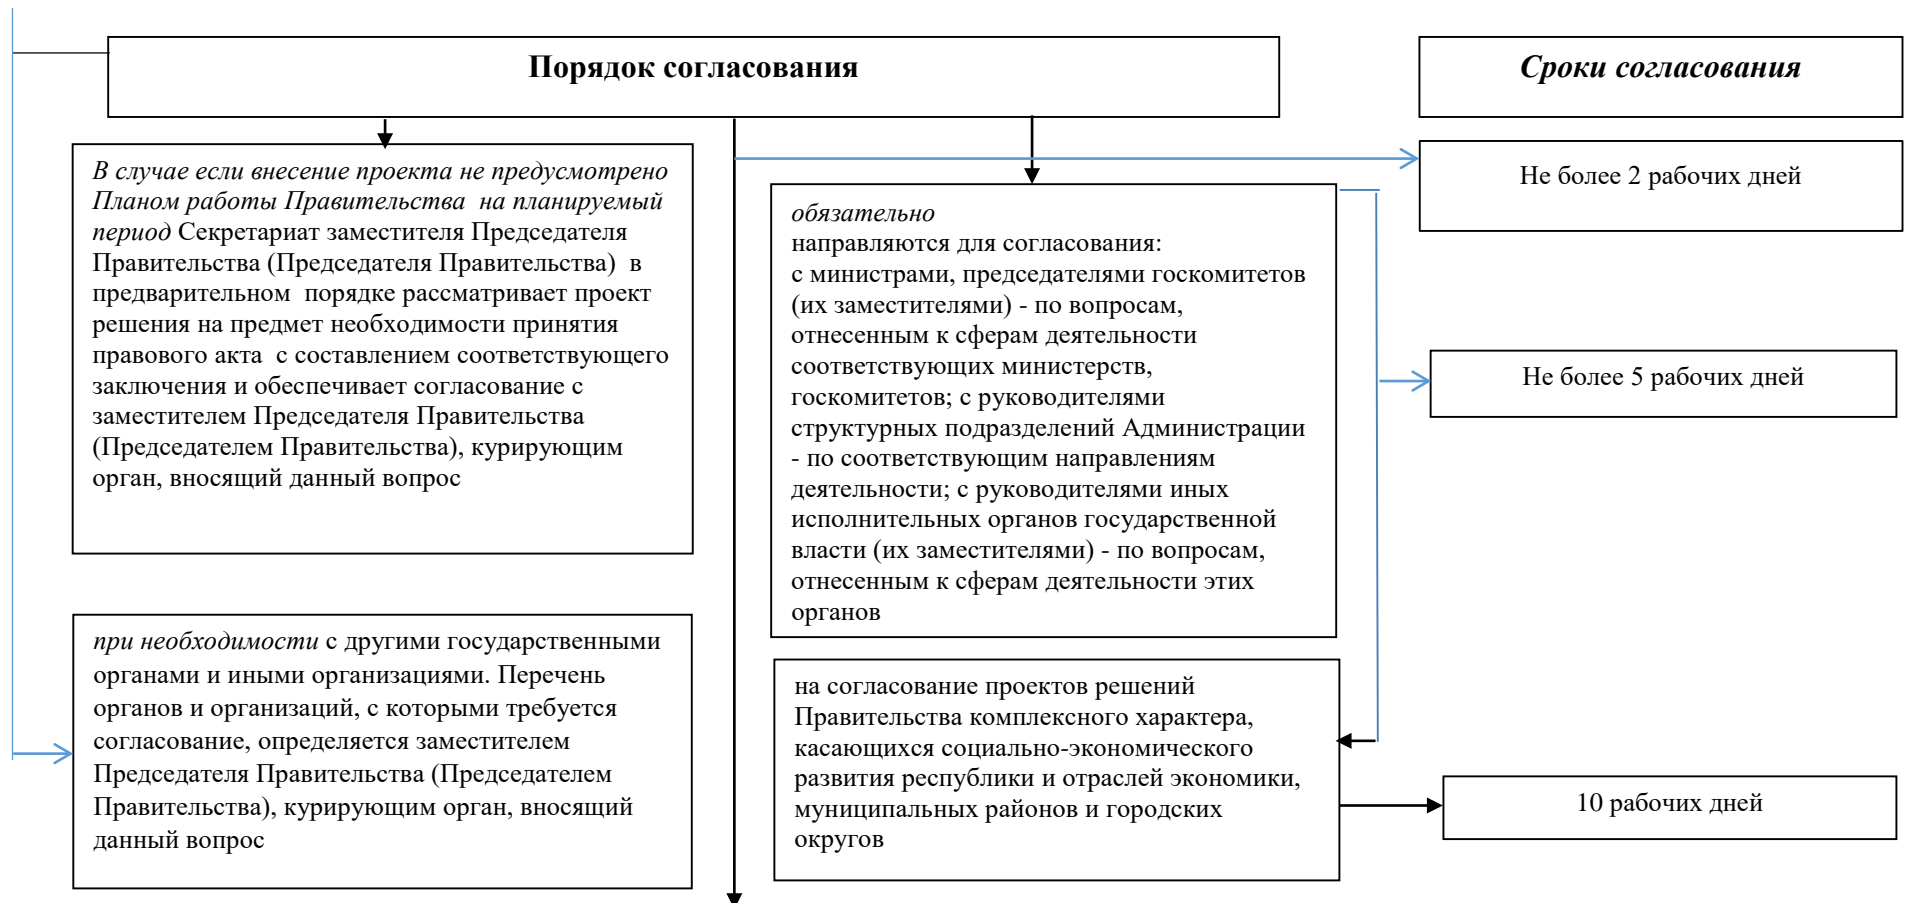 Порядок согласования
Сроки согласования
В случае если внесение проекта не предусмотрено
Планом работы Правительства на планируемый
период Секретариат заместителя Председателя
Правительства (Председателя Правительства) в
предварительном порядке рассматривает проект
решения на предмет необходимости принятия
правового акта с составлением соответствующего
заключения и обеспечивает согласование с
заместителем Председателя Правительства
(Председателем Правительства), курирующим
орган, вносящий данный вопрос
Не более 2 рабочих дней
обязательно
направляются для согласования:
с министрами, председателями госкомитетов
(их заместителями) - по вопросам,
отнесенным к сферам деятельности
соответствующих министерств,
госкомитетов; с руководителями
структурных подразделений Администрации
- по соответствующим направлениям
деятельности; с руководителями иных
исполнительных органов государственной
власти (их заместителями) - по вопросам,
отнесенным к сферам деятельности этих
органов
Не более 5 рабочих дней
при необходимости с другими государственными
органами и иными организациями. Перечень
органов и организаций, с которыми требуется
согласование, определяется заместителем
Председателя Правительства (Председателем
Правительства), курирующим орган, вносящий
данный вопрос
на согласование проектов решений
Правительства комплексного характера,
касающихся социально-экономического
развития республики и отраслей экономики,
муниципальных районов и городских
округов
10 рабочих дней